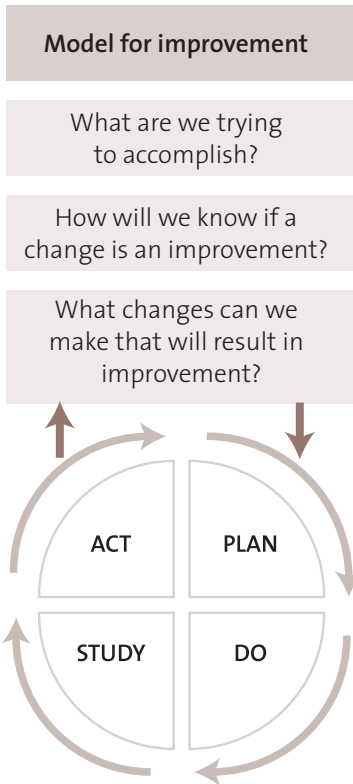 Model for improvement
What are we trying
to accomplish?
How will we know if a
change is an improvement?
What changes can we
make that will result in
improvement?
ACT
PLAN
STUDY
DO